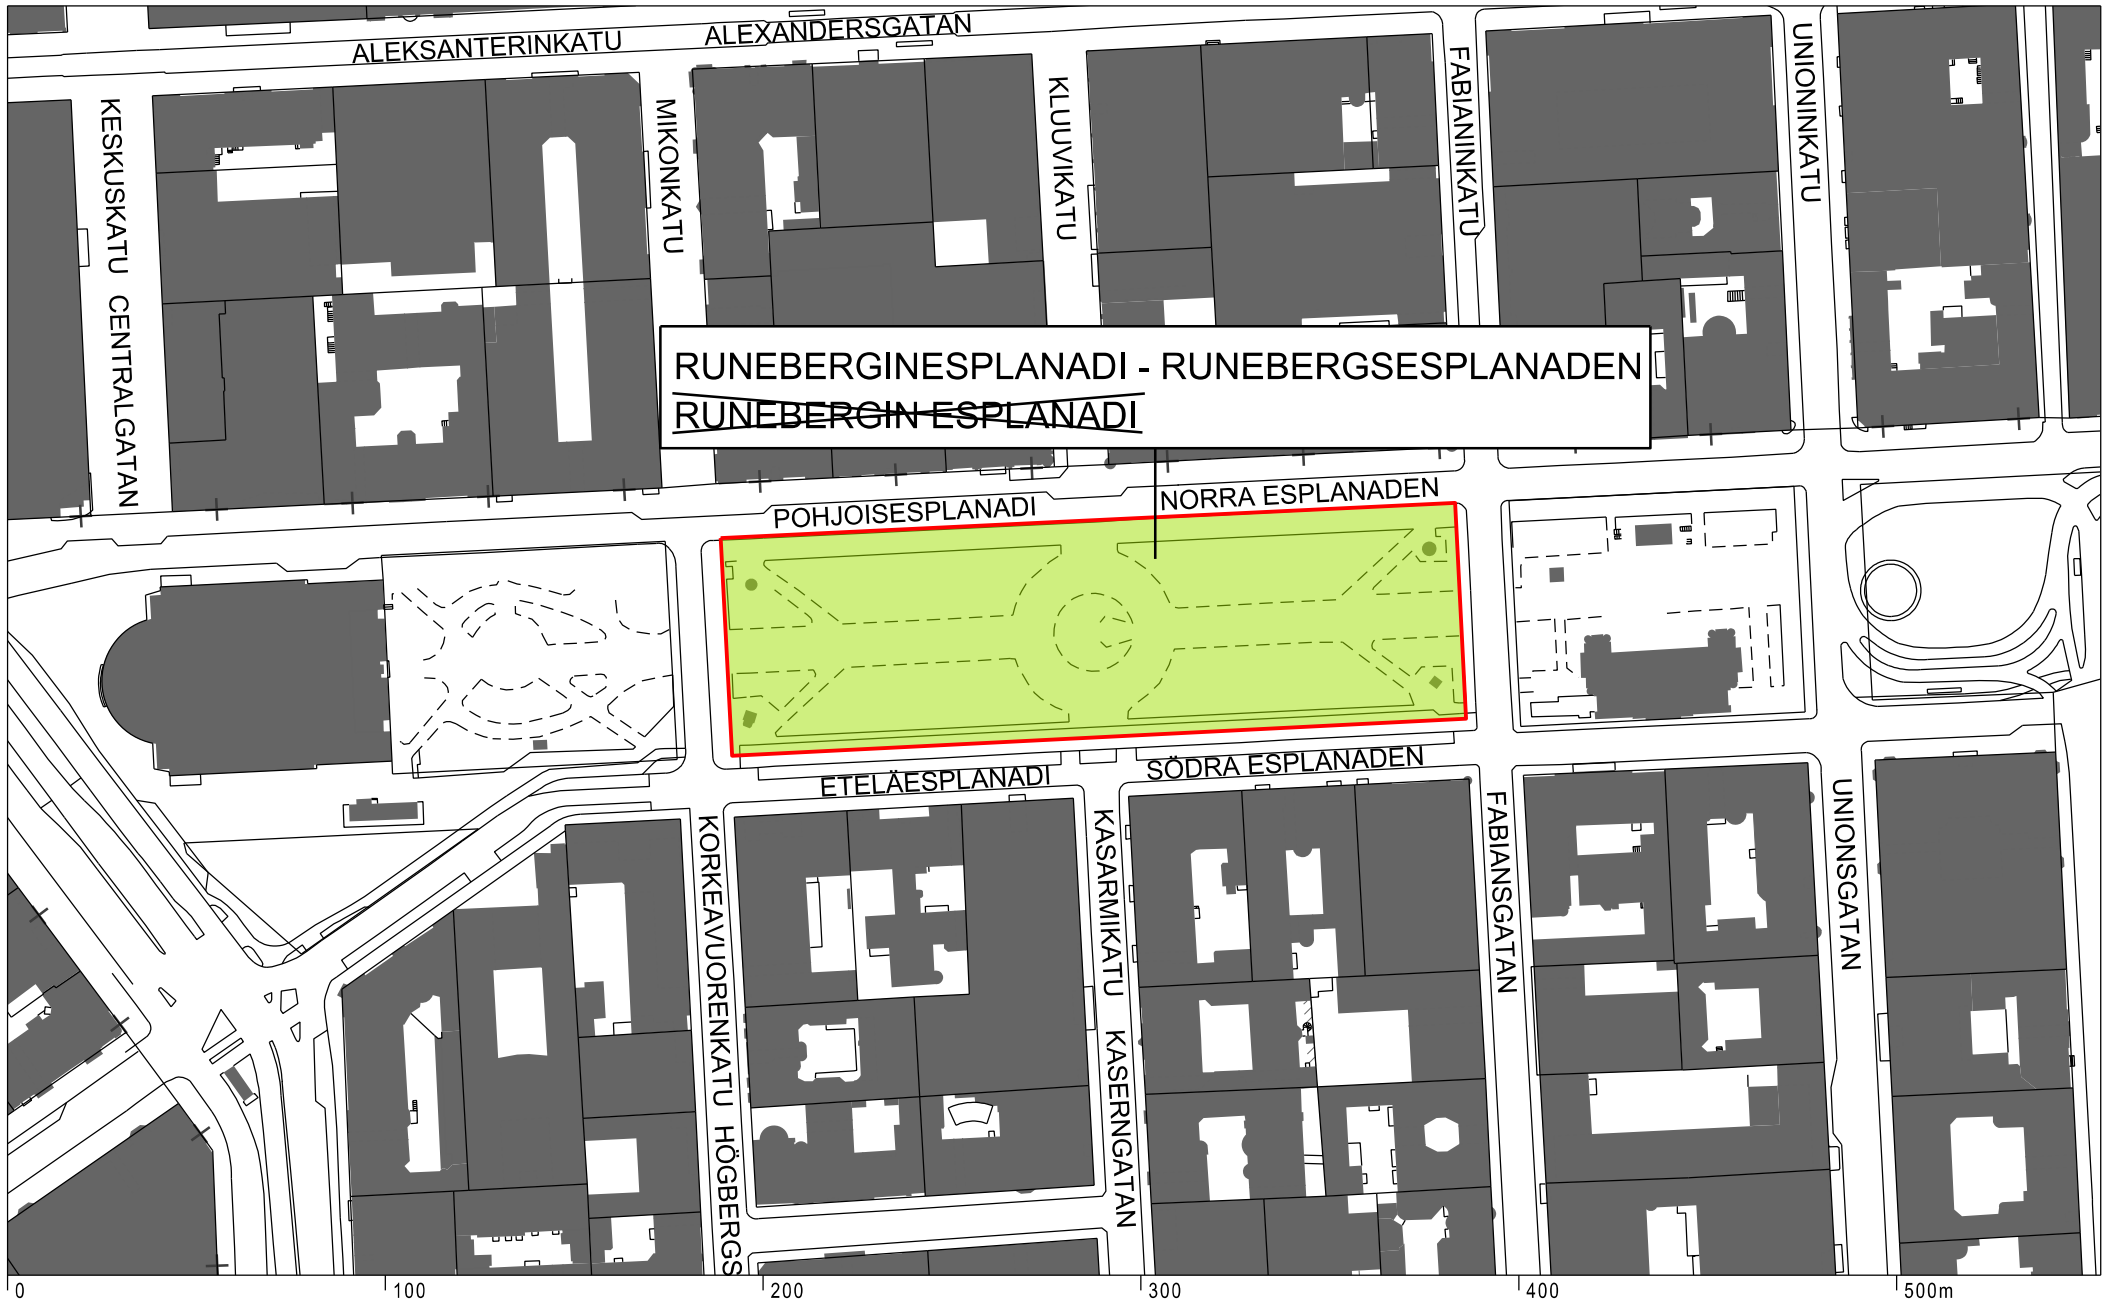 ALEKSANTERINKATU
ALEXANDERSGATAN
KESKUSKATU CENTRALGATAN
MIKONKATU
KLUUVIKATU
FABIANINKATU
UNIONINKATU
RUNEBERGINESPLANADI - RUNEBERGSESPLANADEN
RUNEBERGIN ESPLANADI
POHJOISESPLANADI
NORRA ESPLANADEN
ETELÄESPLANADI
SÖDRA ESPLANADEN
KORKEAVUORENKATU HÖGBERGS
KASARMIKATU KASERNGATAN
FABIANSGATAN
UNIONSGATAN
0 100 200 300 400 500m